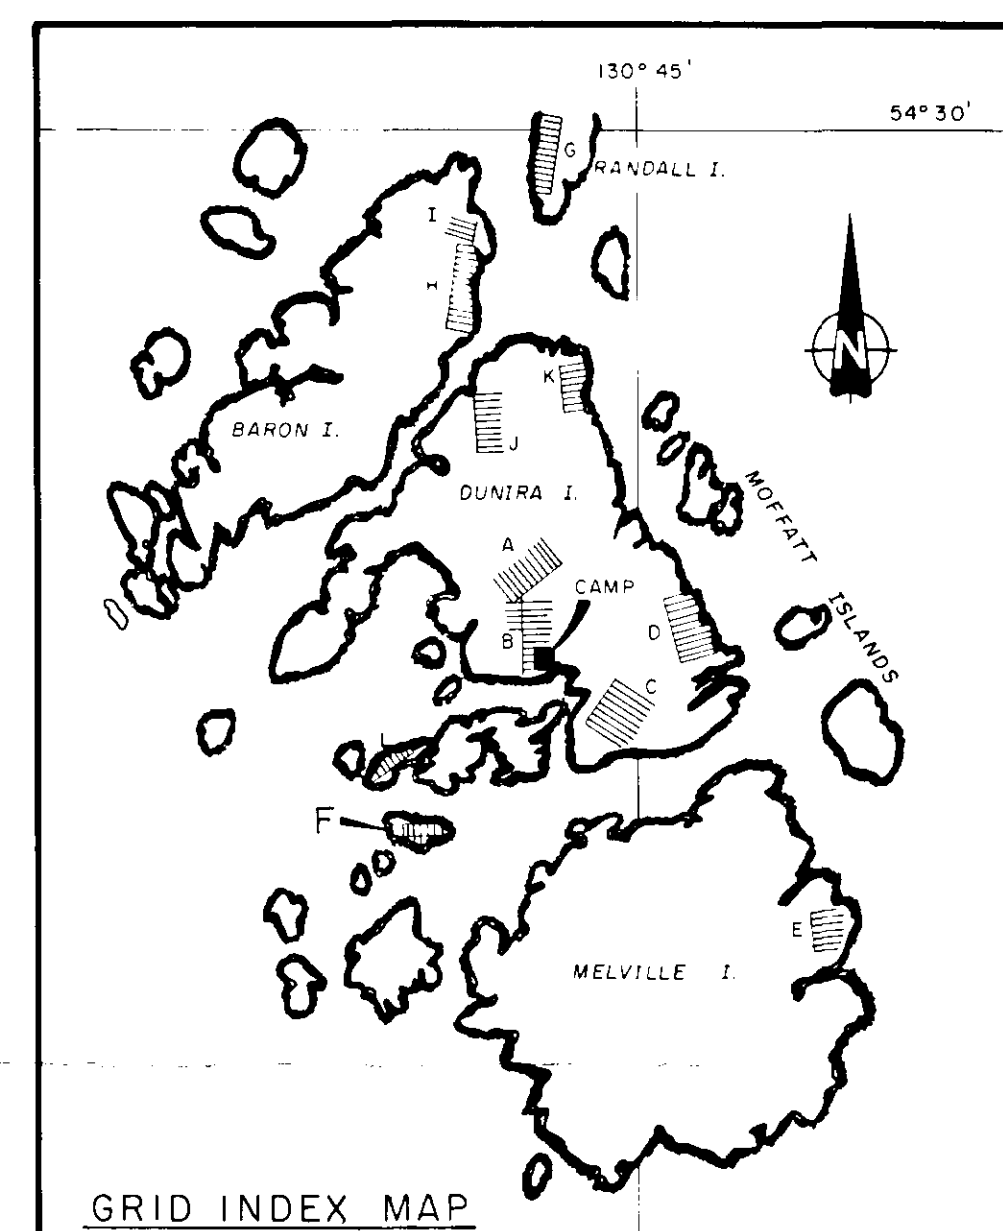 130° 45'
54° 30'
G
RANDALL I.
I
H
K
BARON I.
J
DUNIRA I.
MOFFATT ISLANDS
A
CAMP
B
D
C
L
F
E
MELVILLE I.
N
GRID INDEX MAP